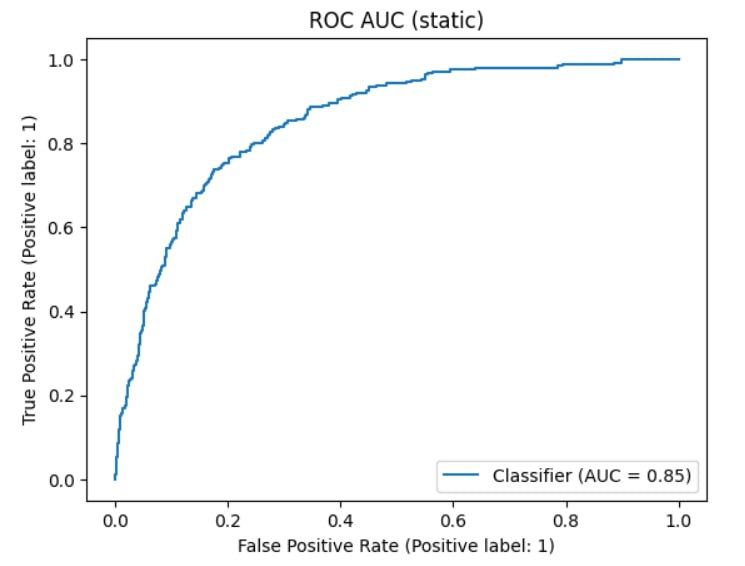 ROC AUC (static)
True Positive Rate (Positive label: 1)
1.0
0.8
0.6
0.4
0.2
0.0
Classifier (AUC = 0.85)
0.0 0.2 0.4 0.6 0.8 1.0
False Positive Rate (Positive label: 1)